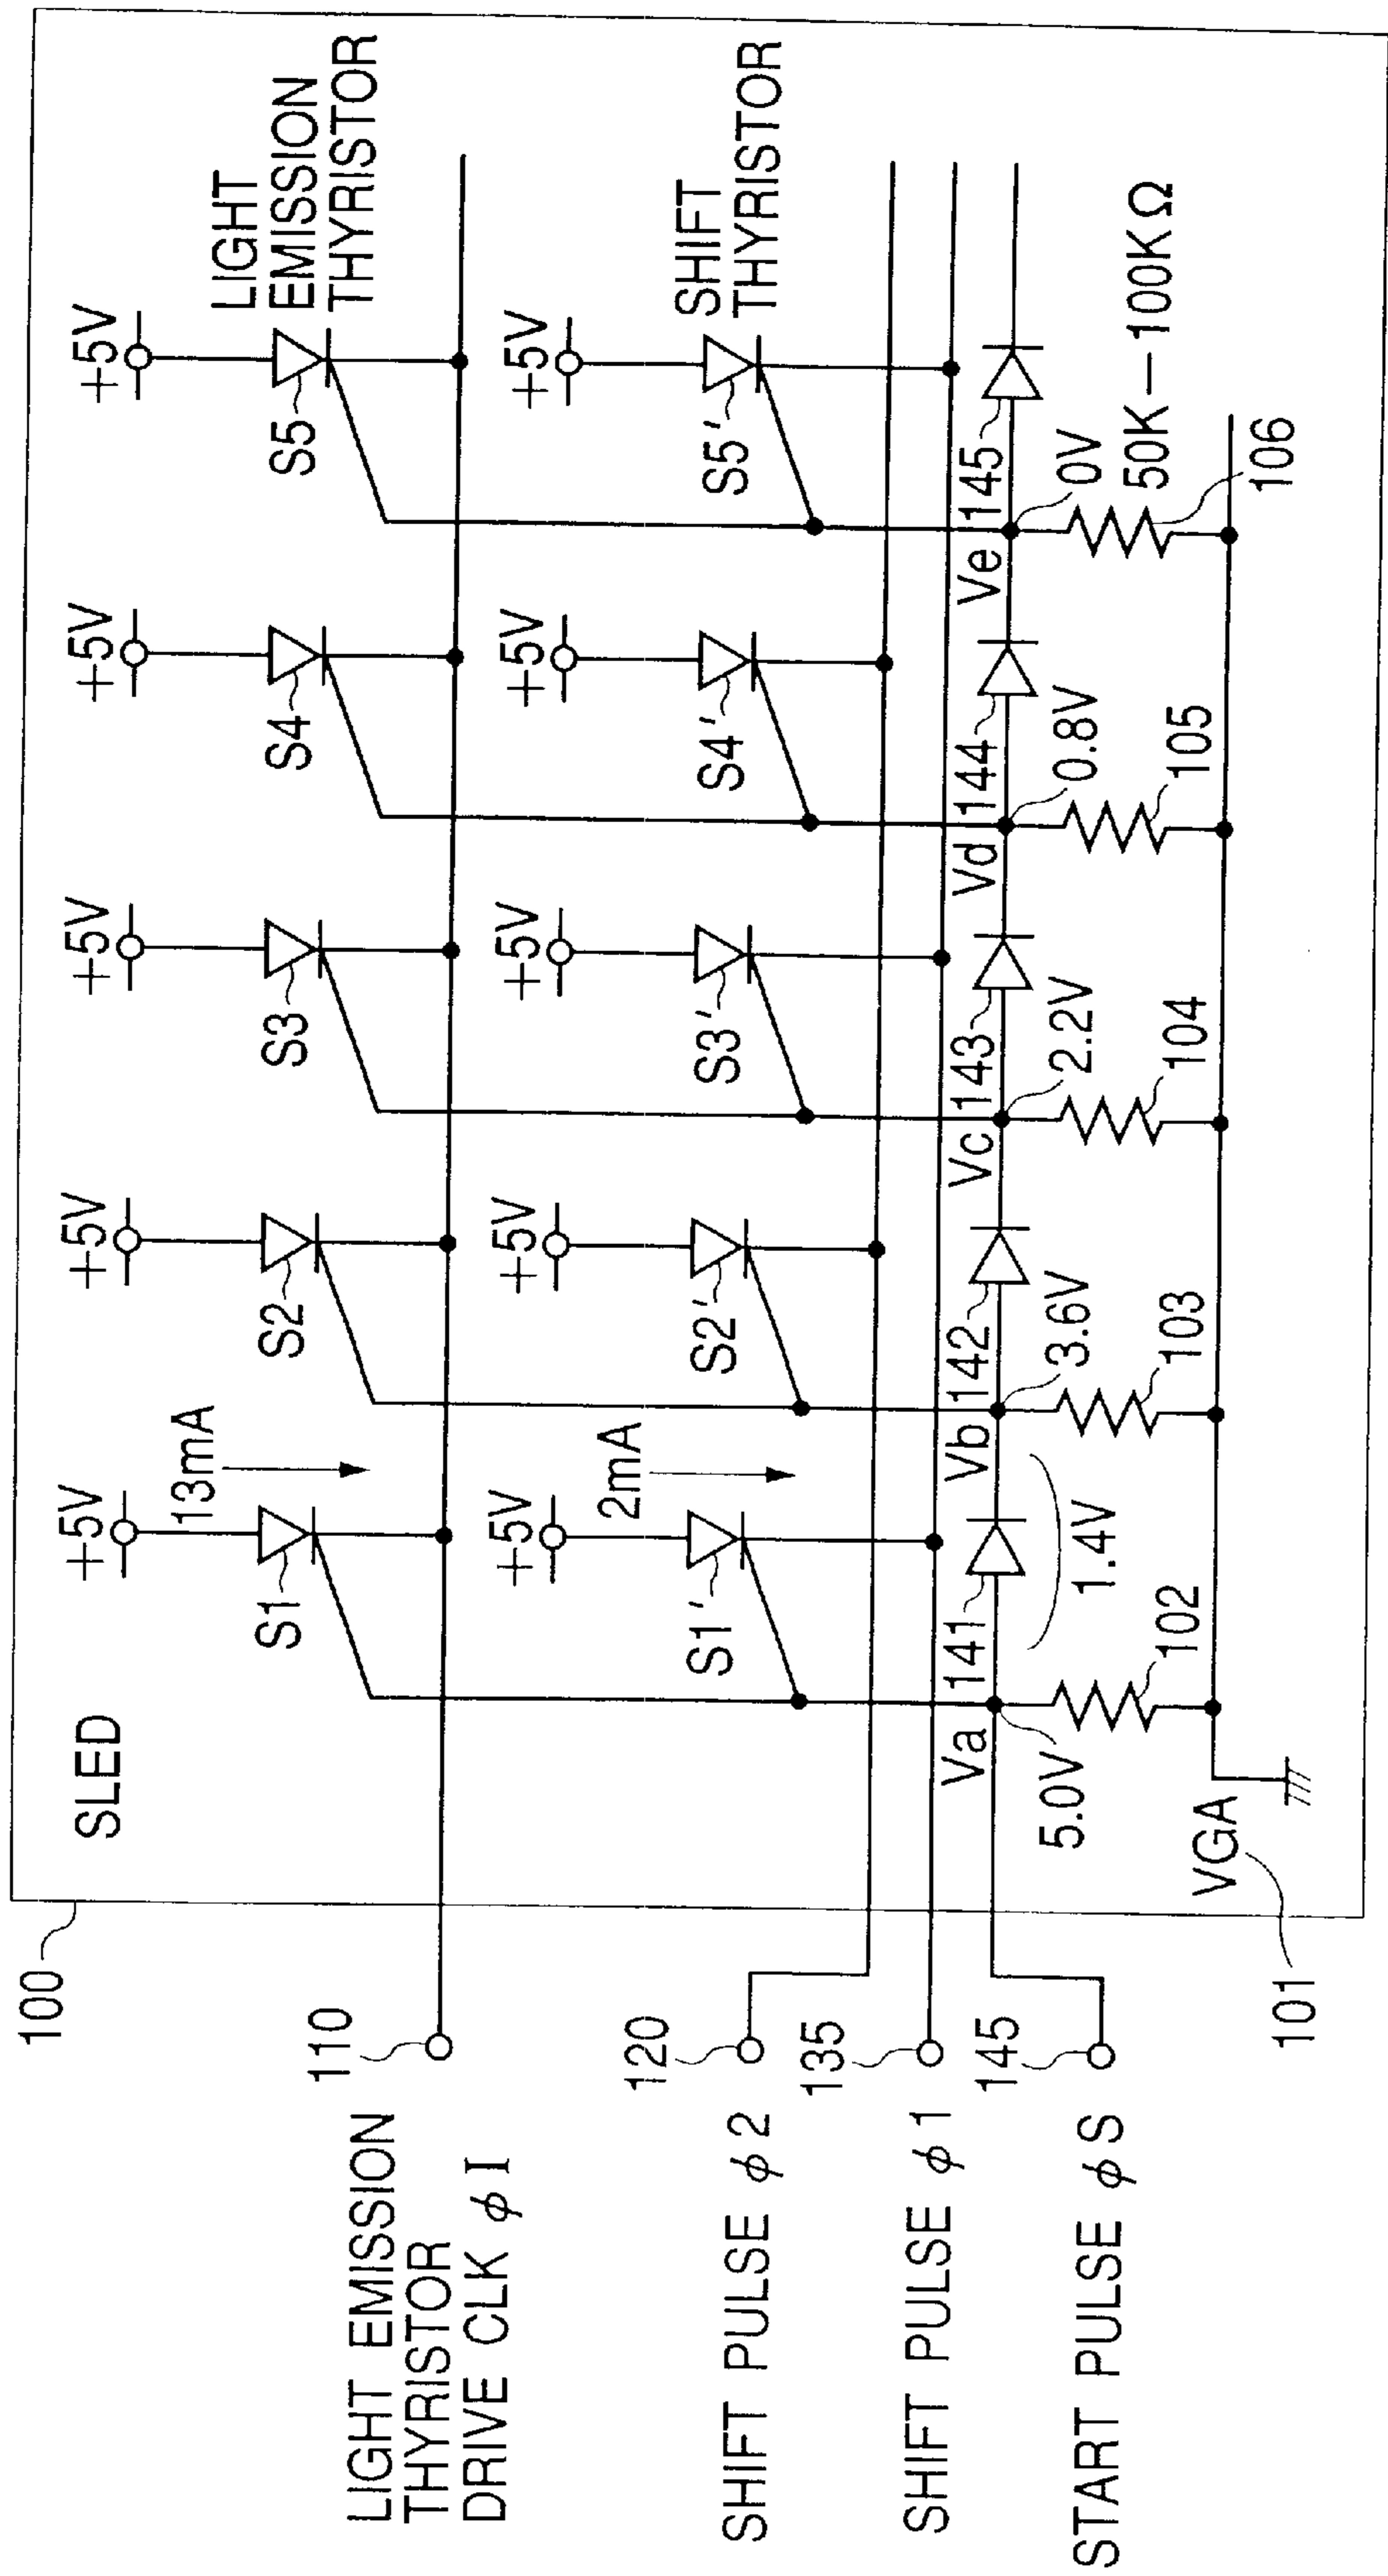 100
SLED
+5V
+5V
+5V
+5V
+5V
13mA
S1
S2
S3
S4
S5
LIGHT
EMISSION
THYRISTOR
LIGHT EMISSION
THYRISTOR
DRIVE CLK φI
110
+5V
+5V
+5V
+5V
+5V
2mA
S1'
S2'
S3'
S4'
S5'
SHIFT
THYRISTOR
SHIFT PULSE φ2
120
SHIFT PULSE φ1
135
START PULSE φS
145
Va
141
Vb
142
Vc
143
Vd
144
Ve
145
5.0V
1.4V
3.6V
2.2V
0.8V
0V
50K－100KΩ
102
103
104
105
106
VGA
101